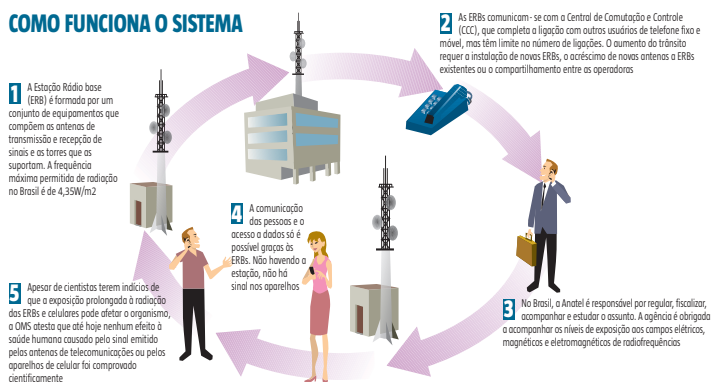 COMO FUNCIONA O SISTEMA
1 A Estação Rádio base
(ERB) é formada por um
conjunto de equipamentos que
compõem as antenas de
transmissão e recepção de
sinais e as torres que as
suportam. A frequência
máxima permitida de radiação
no Brasil é de 4,35W/m2
2 As ERBs comunicam- se com a Central de Comutação e Controle
(CCC), que completa a ligação com outros usuários de telefone fixo e
móvel, mas têm limite no número de ligações. O aumento do trânsito
requer a instalação de novas ERBs, o acréscimo de novas antenas a ERBs
existentes ou o compartilhamento entre as operadoras
3 No Brasil, a Anatel é responsável por regular, fiscalizar,
acompanhar e estudar o assunto. A agência é obrigada
a acompanhar os níveis de exposição aos campos elétricos,
magnéticos e eletromagnéticos de radiofrequências
4 A comunicação
das pessoas e o
acesso a dados só é
possível graças às
ERBs. Não havendo a
estação, não há
sinal nos aparelhos
5 Apesar de cientistas terem indícios de
que a exposição prolongada à radiação
das ERBs e celulares pode afetar o organismo,
a OMS atesta que até hoje nenhum efeito à
saúde humana causado pelo sinal emitido
pelas antenas de telecomunicações ou pelos
aparelhos de celular foi comprovado
cientificamente